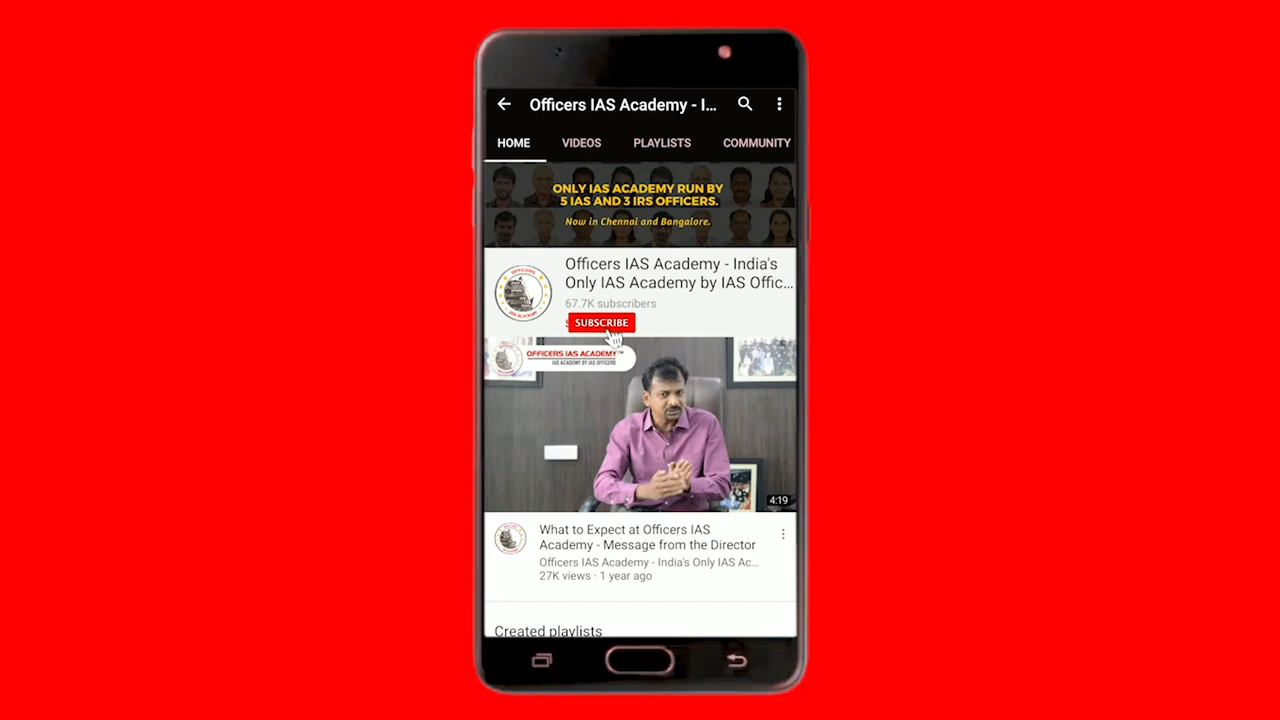 Officers IAS Academy - I...
HOME VIDEOS PLAYLISTS COMMUNITY
ONLY IAS ACADEMY RUN BY
5 IAS AND 3 IRS OFFICERS.
Now in Chennai and Bangalore.
Officers IAS Academy - India's
Only IAS Academy by IAS Offic...
67.7K subscribers
SUBSCRIBE
OFFICERS IAS ACADEMY™
IAS ACADEMY BY IAS OFFICERS
4:19
What to Expect at Officers IAS
Academy - Message from the Director
Officers IAS Academy - India's Only IAS Ac...
27K views · 1 year ago
Created playlists
OFFICERS
IAS ACADEMY